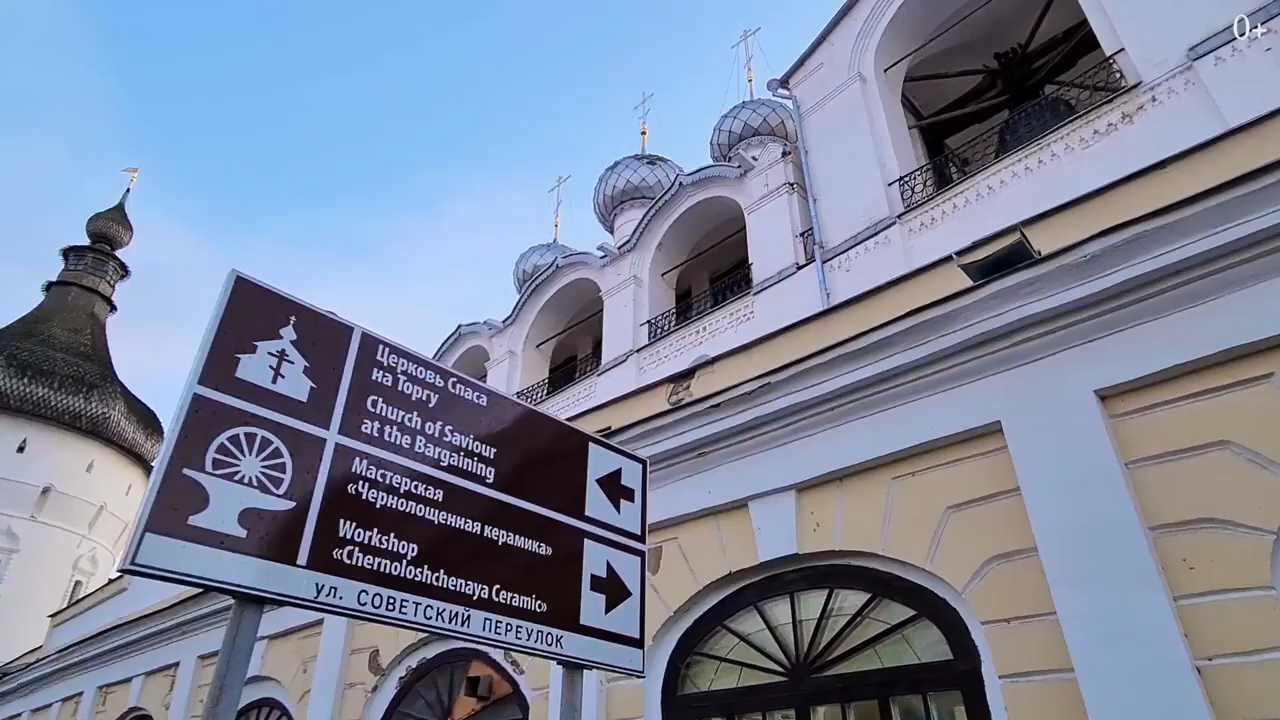 0+
Церковь Спаса
на Торгу
Church of Saviour
at the Bargaining
Мастерская
«Чернолощенная керамика»
Workshop
«Chernoloshchenaya Ceramic»
ул. СОВЕТСКИЙ ПЕРЕУЛОК